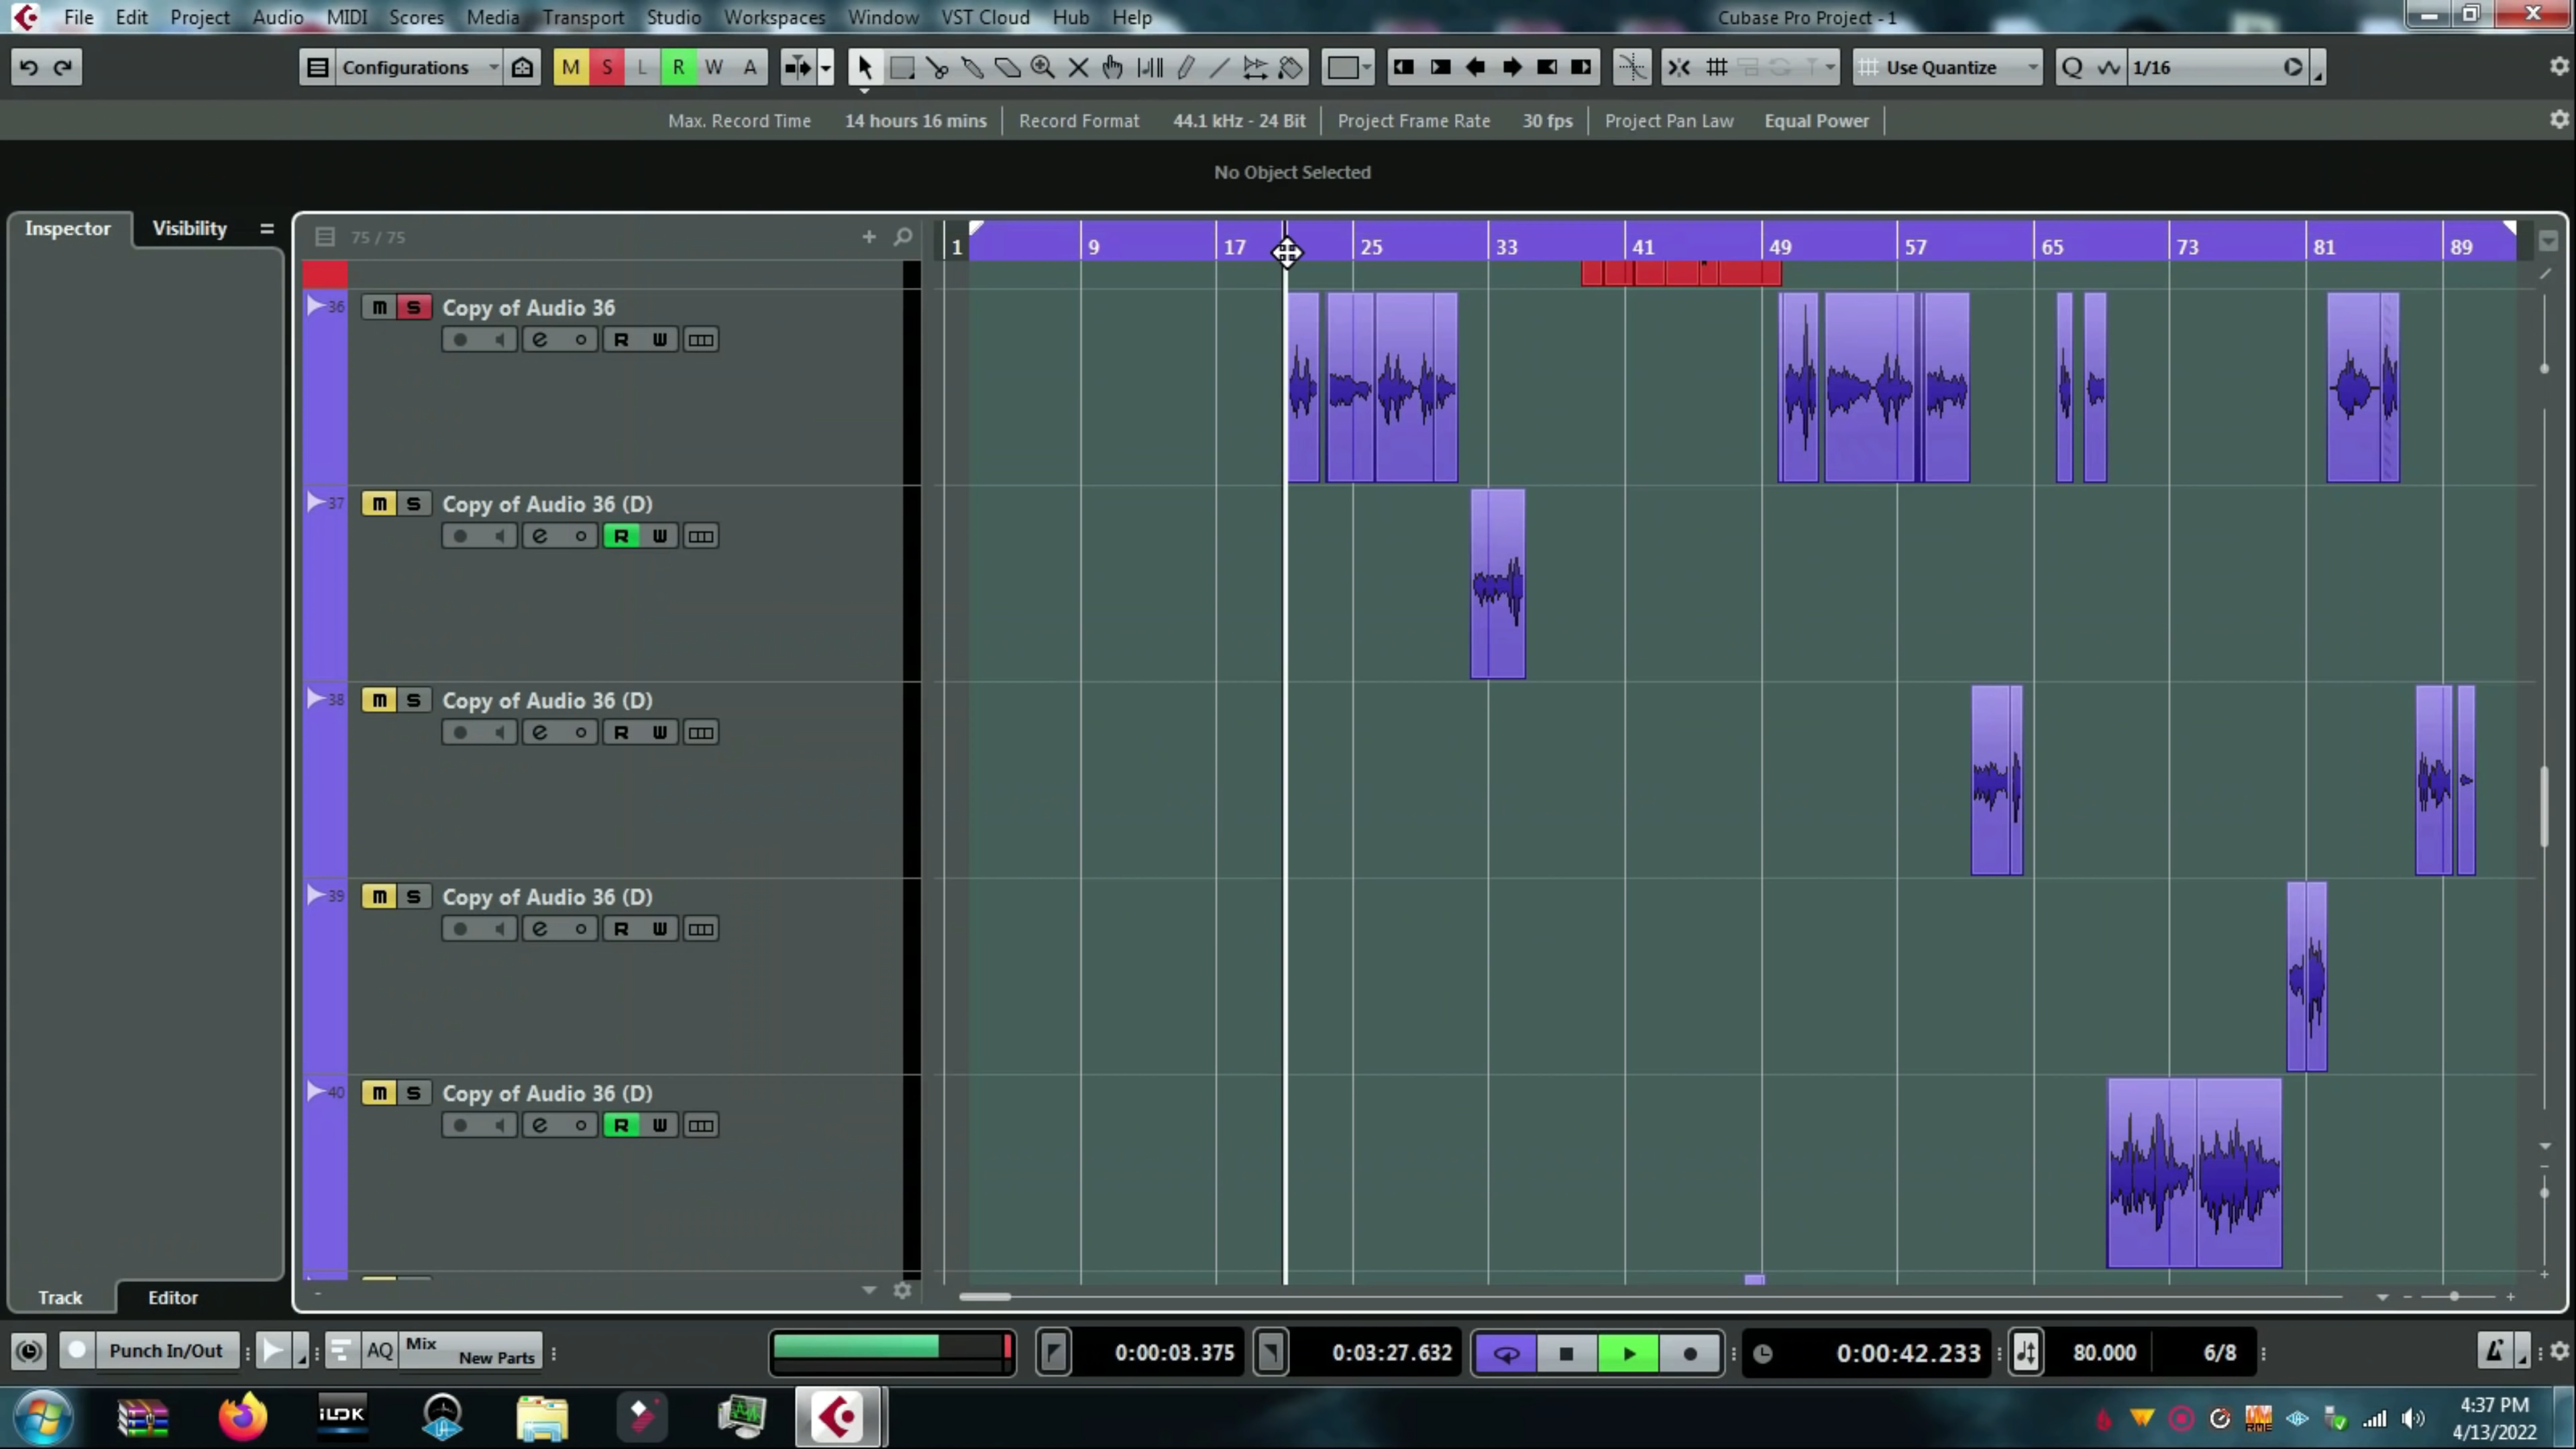 File Edit Project Audio MIDI Scores Media Transport Studio Workspaces Window VST Cloud Hub Help Cubase Pro Project - 1
Configurations M S L R W A Use Quantize Q 1/16
Max. Record Time 14 hours 16 mins Record Format 44.1 kHz - 24 Bit Project Frame Rate 30 fps Project Pan Law Equal Power
No Object Selected
Inspector Visibility 75 / 75 1 9 17 25 33 41 49 57 65 73 81 89
36 m s Copy of Audio 36
e R W
37 m s Copy of Audio 36 (D)
e R W
38 m s Copy of Audio 36 (D)
e R W
39 m s Copy of Audio 36 (D)
e R W
40 m s Copy of Audio 36 (D)
e R W
Track Editor
Punch In/Out AQ Mix New Parts 0:00:03.375 0:03:27.632 0:00:42.233 80.000 6/8
iLOK
4:37 PM
4/13/2022